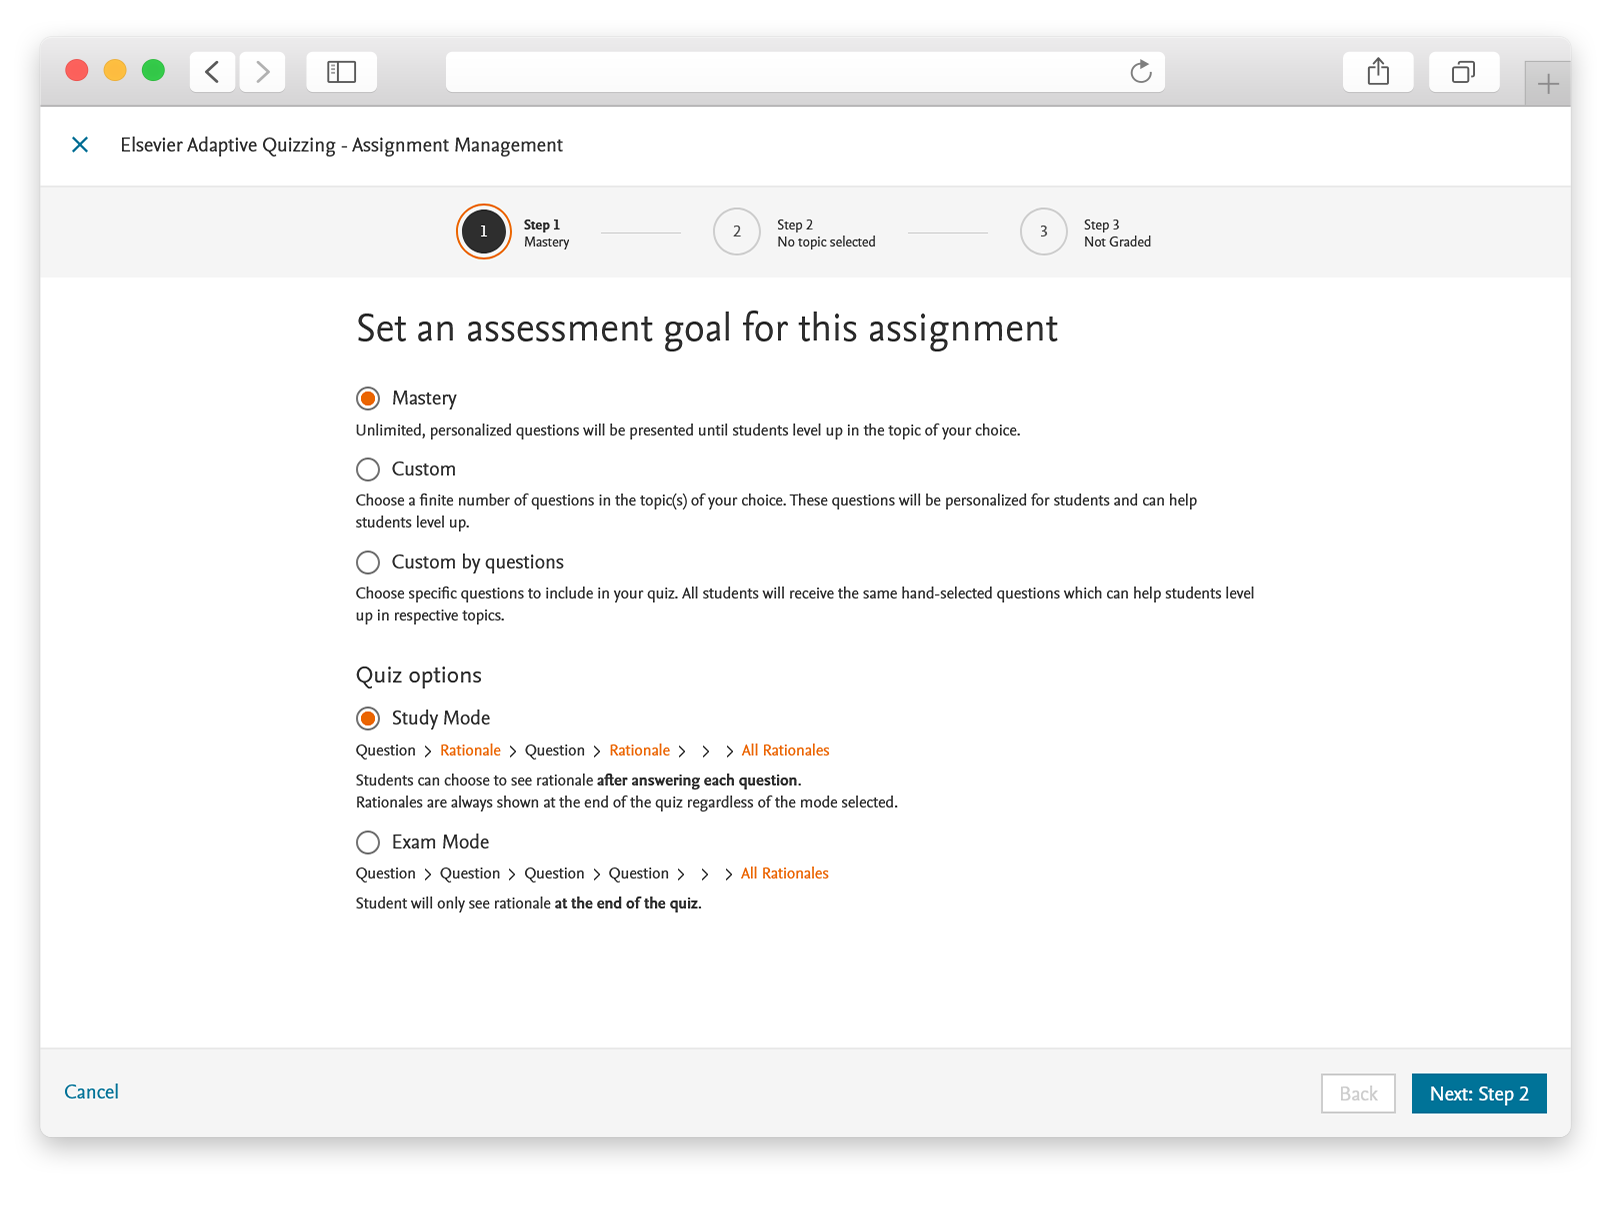 Elsevier Adaptive Quizzing - Assignment Management
1
Step 1
Mastery
2
Step 2
No topic selected
3
Step 3
Not Graded
Set an assessment goal for this assignment
Mastery
Unlimited, personalized questions will be presented until students level up in the topic of your choice.
Custom
Choose a finite number of questions in the topic(s) of your choice. These questions will be personalized for students and can help
students level up.
Custom by questions
Choose specific questions to include in your quiz. All students will receive the same hand-selected questions which can help students level
up in respective topics.
Quiz options
Study Mode
Question > Rationale > Question > Rationale > > > All Rationales
Students can choose to see rationale after answering each question.
Rationales are always shown at the end of the quiz regardless of the mode selected.
Exam Mode
Question > Question > Question > Question > > > All Rationales
Student will only see rationale at the end of the quiz.
Cancel
Back
Next: Step 2